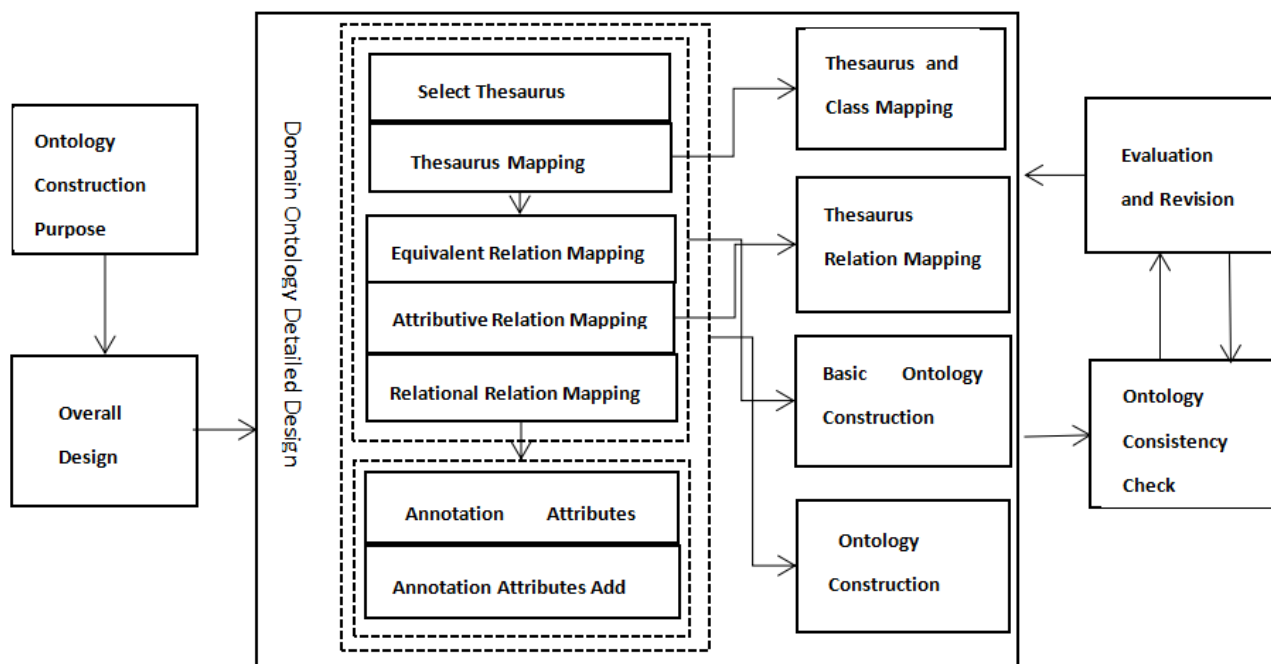 Ontology
Construction
Purpose
Overall
Design
Domain Ontology Detailed Design
Select Thesaurus
Thesaurus Mapping
Equivalent Relation Mapping
Attributive Relation Mapping
Relational Relation Mapping
Annotation Attributes
Annotation Attributes Add
Thesaurus and
Class Mapping
Thesaurus
Relation Mapping
Basic Ontology
Construction
Ontology
Construction
Evaluation
and Revision
Ontology
Consistency
Check